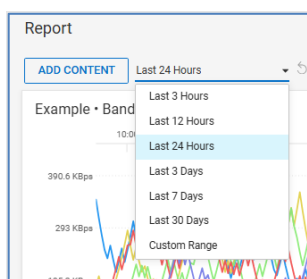 Report
ADD CONTENT
Last 24 Hours
Last 3 Hours
Last 12 Hours
Last 24 Hours
Last 3 Days
Last 7 Days
Last 30 Days
Custom Range
Example • Band
10:0
390.6 KBps
293 KBps